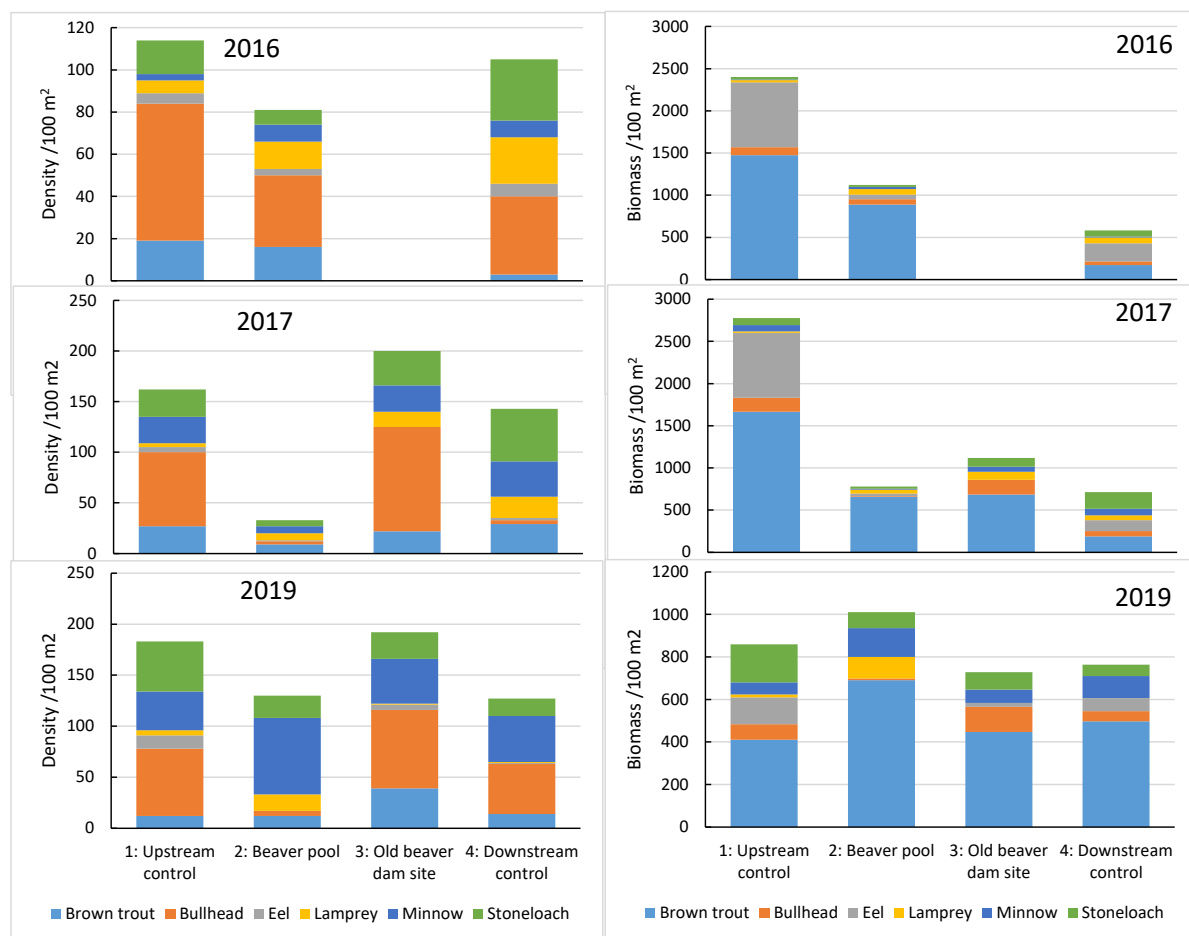 2016
Density /100 m²
120
100
80
60
40
20
0
2016
Biomass /100 m²
3000
2500
2000
1500
1000
500
0
2017
Density /100 m2
250
200
150
100
50
0
2017
Biomass /100 m²
3000
2500
2000
1500
1000
500
0
2019
Density /100 m2
250
200
150
100
50
0
1: Upstream control
2: Beaver pool
3: Old beaver dam site
4: Downstream control
Brown trout Bullhead Eel Lamprey Minnow Stoneloach
2019
Biomass /100 m2
1200
1000
800
600
400
200
0
1: Upstream control
2: Beaver pool
3: Old beaver dam site
4: Downstream control
Brown trout Bullhead Eel Lamprey Minnow Stoneloach